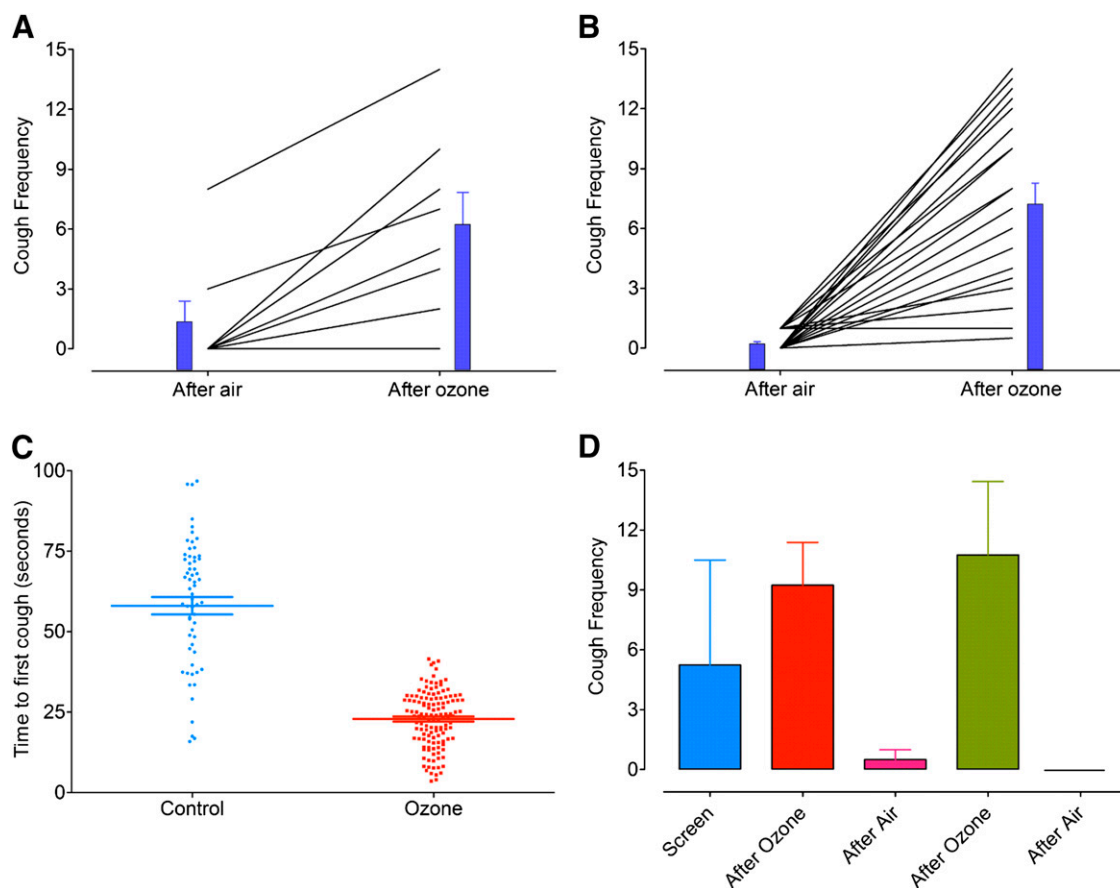 A
15
12
9
6
3
0
Cough Frequency
After air
After ozone
B
15
12
9
6
3
0
Cough Frequency
After air
After ozone
C
100
75
50
25
0
Time to first cough (seconds)
Control
Ozone
D
15
12
9
6
3
0
Cough Frequency
Screen
After Ozone
After Air
After Ozone
After Air